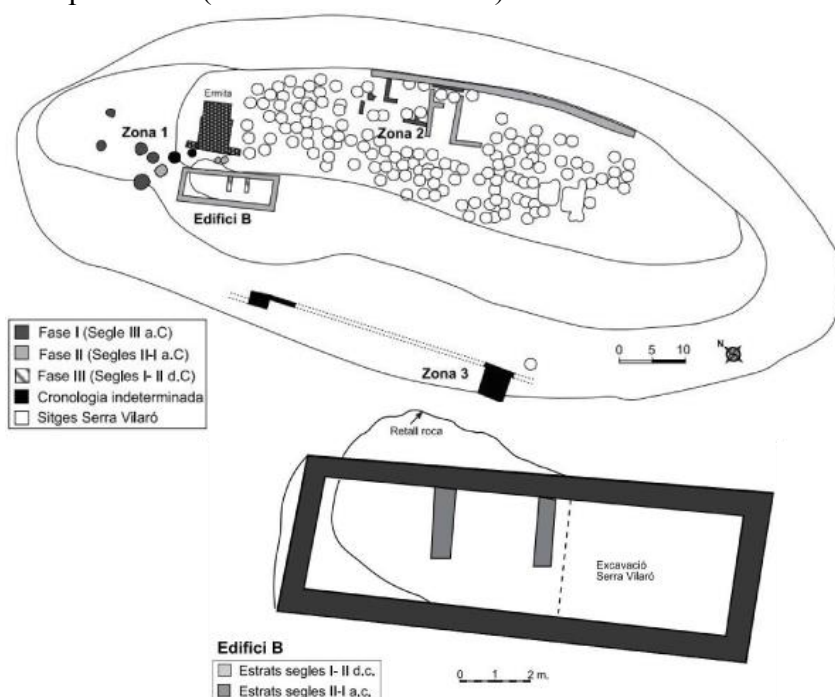 Ermita
Zona 1
Zona 2
Edifici B
Fase I (Segle III a.C)
Fase II (Segles II-I a.C)
Fase III (Segles I- II d.C)
Cronologia indeterminada
Sitges Serra Vilaró
Zona 3
0 5 10
N
Retall roca
Excavació
Serra Vilaró
Edifici B
Estrats segles I- II d.c.
Estrats segles II-I a.c.
0 1 2 m.